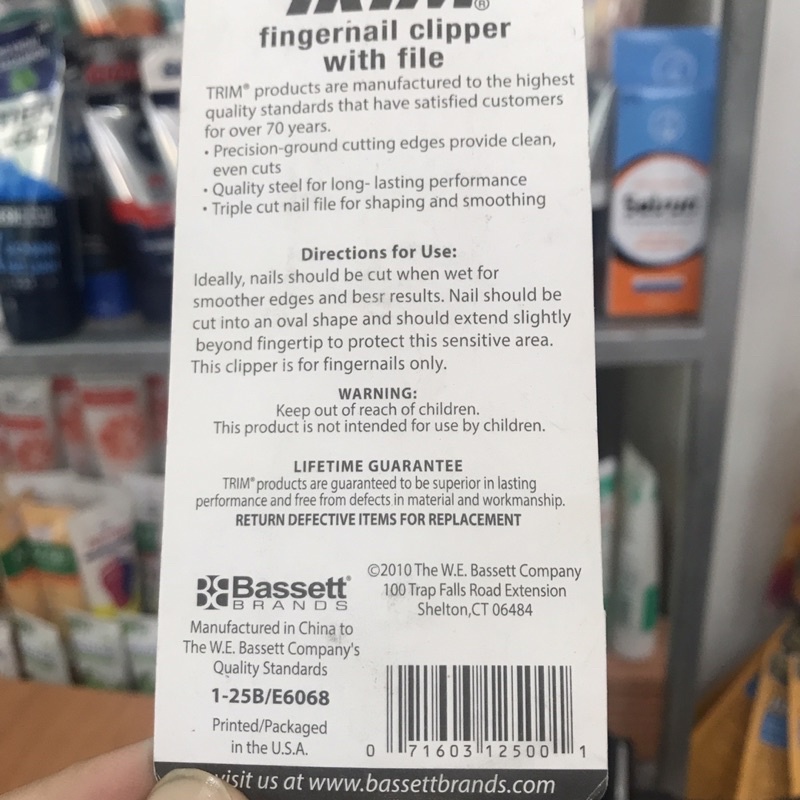 TRIM®
fingernail clipper
with file
TRIM® products are manufactured to the highest
quality standards that have satisfied customers
for over 70 years.
• Precision-ground cutting edges provide clean,
even cuts
• Quality steel for long- lasting performance
• Triple cut nail file for shaping and smoothing
Directions for Use:
Ideally, nails should be cut when wet for
smoother edges and besr results. Nail should be
cut into an oval shape and should extend slightly
beyond fingertip to protect this sensitive area.
This clipper is for fingernails only.
WARNING:
Keep out of reach of children.
This product is not intended for use by children.
LIFETIME GUARANTEE
TRIM® products are guaranteed to be superior in lasting
performance and free from defects in material and workmanship.
RETURN DEFECTIVE ITEMS FOR REPLACEMENT
Bassett®
BRANDS
Manufactured in China to
The W.E. Bassett Company's
Quality Standards
1-25B/E6068
Printed/Packaged
in the U.S.A.
©2010 The W.E. Bassett Company
100 Trap Falls Road Extension
Shelton,CT 06484
0 71603 12500 1
visit us at www.bassettbrands.com